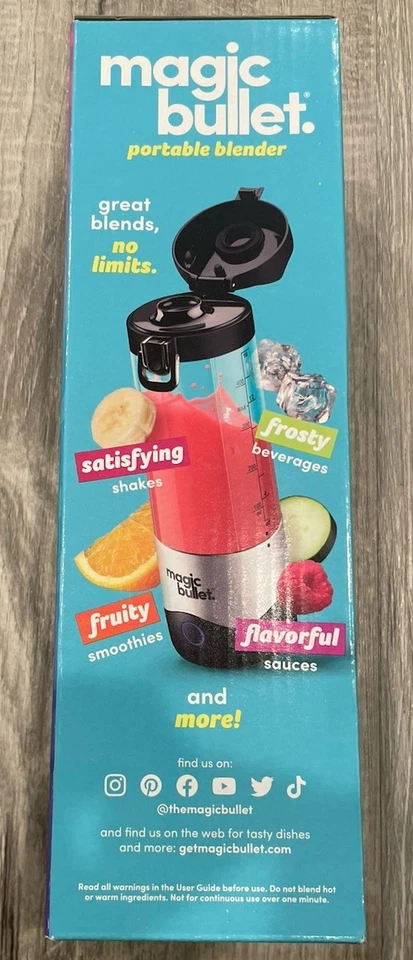 magic
bullet.®
portable blender
great
blends,
no
limits.
satisfying
shakes
frosty
beverages
magic
bullet.
fruity
smoothies
flavorful
sauces
and
more!
find us on:
@themagicbullet
and find us on the web for tasty dishes
and more: getmagicbullet.com
Read all warnings in the User Guide before use. Do not blend hot
or warm ingredients. Not for continuous use over one minute.